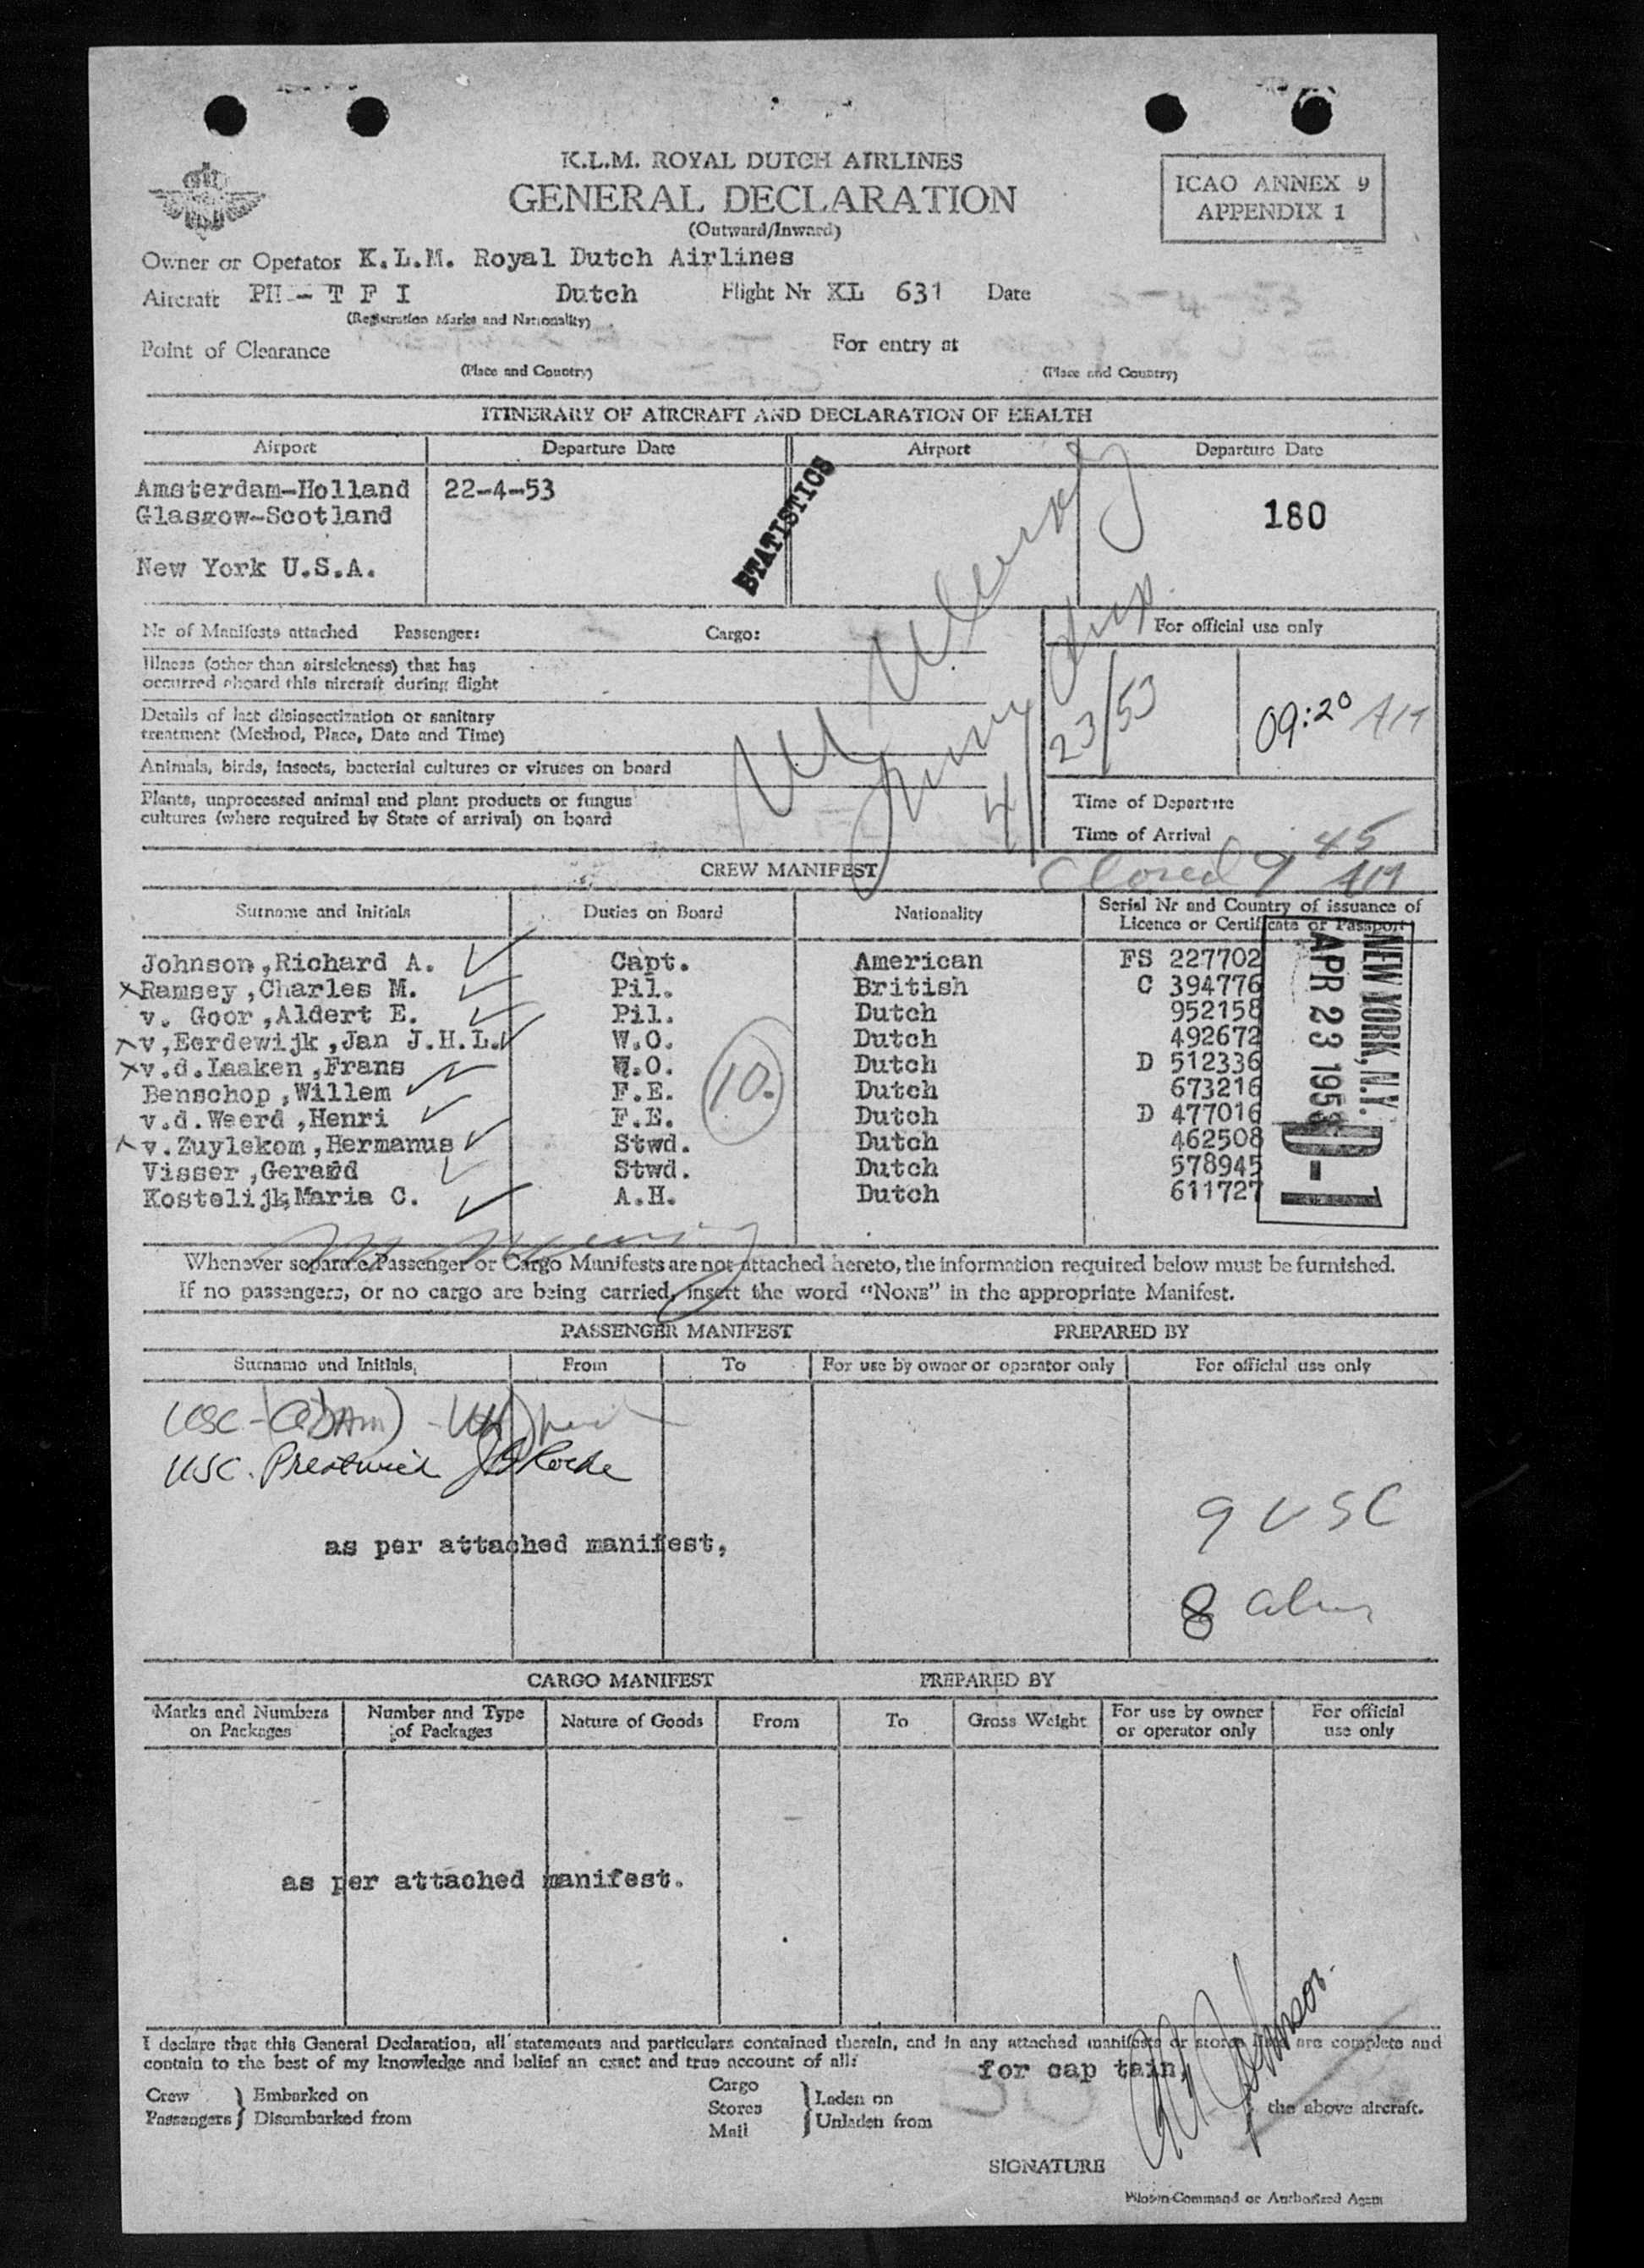 K.L.M. ROYAL DUTCH AIRLINES
GENERAL DECLARATION
(Outward/Inward)
ICAO ANNEX 9
APPENDIX 1
Owner or Operator K.L.M. Royal Dutch Airlines
Aircraft PH - T F I Dutch Flight Nr XL 631 Date
(Registration Marks and Nationality)
Point of Clearance For entry at
(Place and Country) (Place and Country)
ITINERARY OF AIRCRAFT AND DECLARATION OF HEALTH
Airport Departure Date Airport Departure Date
Amsterdam-Holland 22-4-53
Glasgow-Scotland
New York U.S.A.
STATISTICS
180
Nr of Manifests attached Passenger: Cargo:
For official use only
Illness (other than airsickness) that has
occurred aboard this aircraft during flight
Details of last disinsectization or sanitary
treatment (Method, Place, Date and Time)
4/23/53
09:20 AM
Animals, birds, insects, bacterial cultures or viruses on board
Plants, unprocessed animal and plant products or fungus
cultures (where required by State of arrival) on board
Time of Departure
Time of Arrival
Closed 9 45 AM
CREW MANIFEST
Surname and Initials Duties on Board Nationality Serial Nr and Country of issuance of
Licence or Certificate or Passport
Johnson,Richard A. Capt. American FS 227702
xRamsey,Charles M. Pil. British C 394776
v. Goor,Aldert E. Pil. Dutch 952158
xv,Eerdewijk,Jan J.H.L. W.O. Dutch 492672
xv.d.Laaken,Frans W.O. Dutch D 512336
Benschop,Willem F.E. Dutch 673216
v.d.Weerd,Henri F.E. Dutch D 477016
xv.Zuylekom,Hermanus Stwd. Dutch 462508
Visser,Gerard Stwd. Dutch 578945
Kostelijk,Maria C. A.H. Dutch 611727
10.
NEW YORK, N.Y.
APR 23 1953
D-1
Whenever separate Passenger or Cargo Manifests are not attached hereto, the information required below must be furnished.
If no passengers, or no cargo are being carried, insert the word "NONE" in the appropriate Manifest.
PASSENGER MANIFEST PREPARED BY
Surname and Initials, From To For use by owner or operator only For official use only
USC. Prestwick
as per attached manifest,
9 USC
8 alns
CARGO MANIFEST PREPARED BY
Marks and Numbers
on Packages
Number and Type
of Packages
Nature of Goods From To Gross Weight
For use by owner
or operator only
For official
use only
as per attached manifest.
I declare that this General Declaration, all statements and particulars contained therein, and in any attached manifests or stores lists are complete and
contain to the best of my knowledge and belief an exact and true account of all:
for cap tain,
Crew
Passengers
Embarked on
Disembarked from
Cargo
Stores
Mail
Laden on
Unladen from
the above aircraft.
RA Johnson.
SIGNATURE
Pilot-in-Command or Authorized Agent